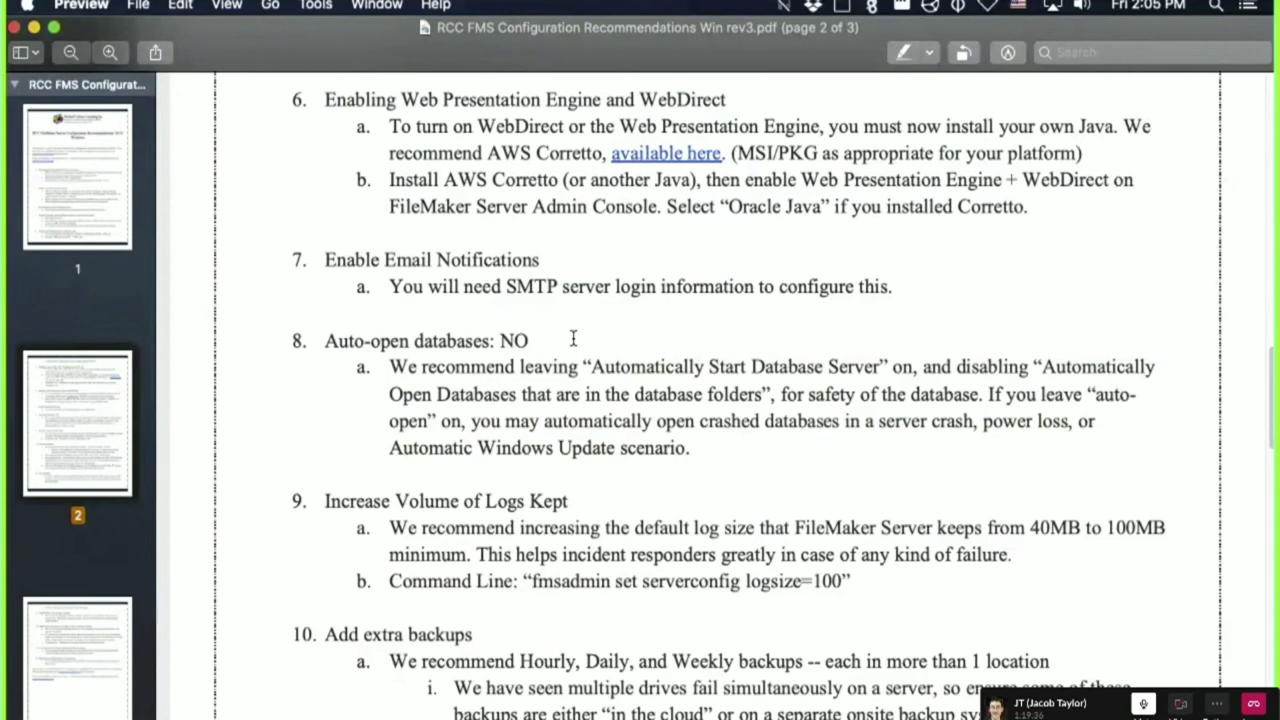 Preview File Edit View Go Tools Window Help
Fri 2:05 PM
RCC FMS Configuration Recommendations Win rev3.pdf (page 2 of 3)
Search
RCC FMS Configurat...
1
2
6. Enabling Web Presentation Engine and WebDirect
a. To turn on WebDirect or the Web Presentation Engine, you must now install your own Java. We
recommend AWS Corretto, available here. (MSI/PKG as appropriate for your platform)
b. Install AWS Corretto (or another Java), then enable Web Presentation Engine + WebDirect on
FileMaker Server Admin Console. Select “Open Java” if you installed Corretto.
7. Enable Email Notifications
a. You will need SMTP server login information to configure this.
8. Auto-open databases: NO
a. We recommend leaving “Automatically Start Database Server” on, and disabling “Automatically
Open Databases that are in the database folders”, for safety of the database. If you leave “auto-
open” on, you may automatically open crashed databases in a server crash, power loss, or
Automatic Windows Update scenario.
9. Increase Volume of Logs Kept
a. We recommend increasing the default log size that FileMaker Server keeps from 40MB to 100MB
minimum. This helps incident responders greatly in case of any kind of failure.
b. Command Line: “fmsadmin set serverconfig logsize=100”
10. Add extra backups
a. We recommend Hourly, Daily, and Weekly backups -- each in more than 1 location
i. We have seen multiple drives fail simultaneously on a server, so ensure some of these
backups are either “in the cloud” or on a separate onsite backup
JT (Jacob Taylor)
1:19:36